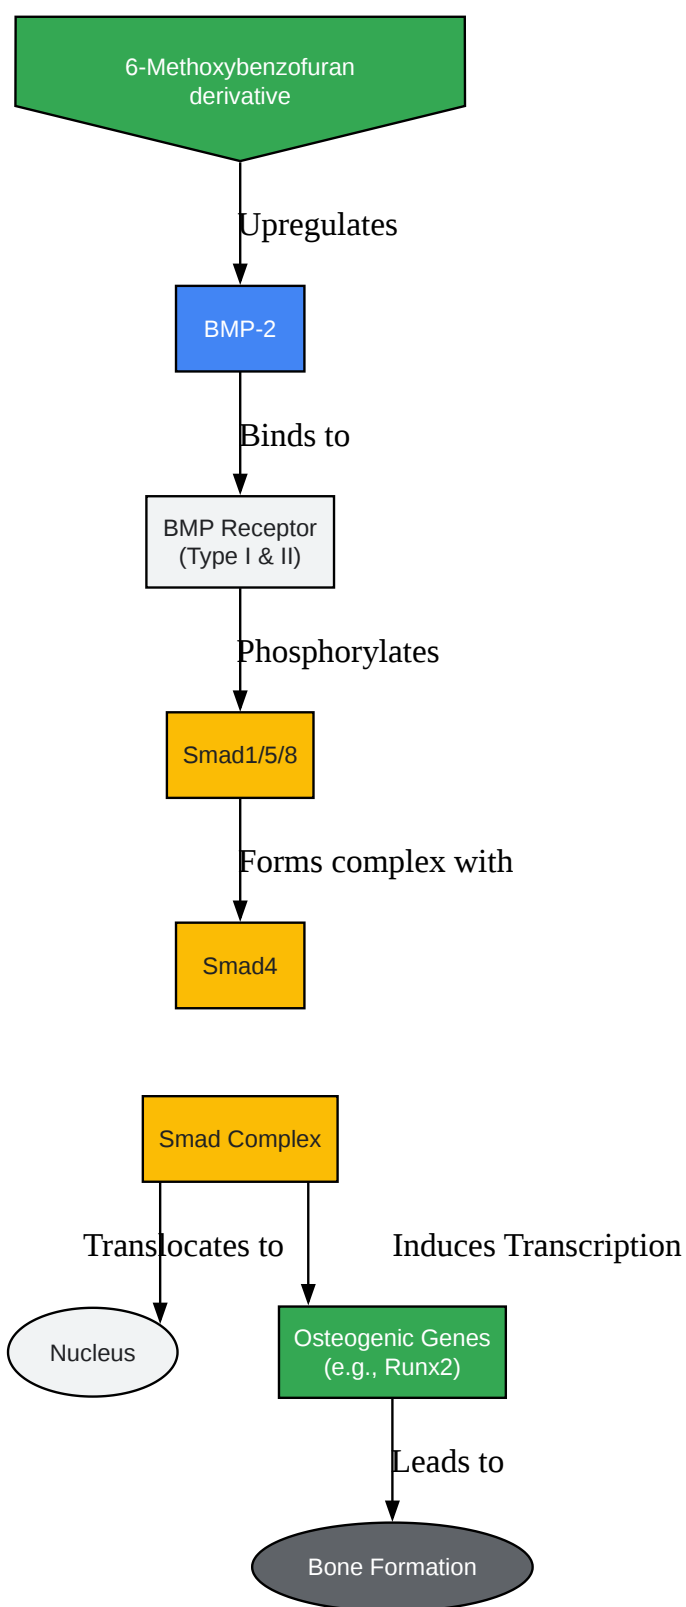 6-Methoxybenzofuran
derivative
Upregulates
BMP-2
Binds to
BMP Receptor
(Type I & II)
Phosphorylates
Smad1/5/8
Forms complex with
Smad4
Smad Complex
Translocates to
Induces Transcription
Nucleus
Osteogenic Genes
(e.g., Runx2)
Leads to
Bone Formation